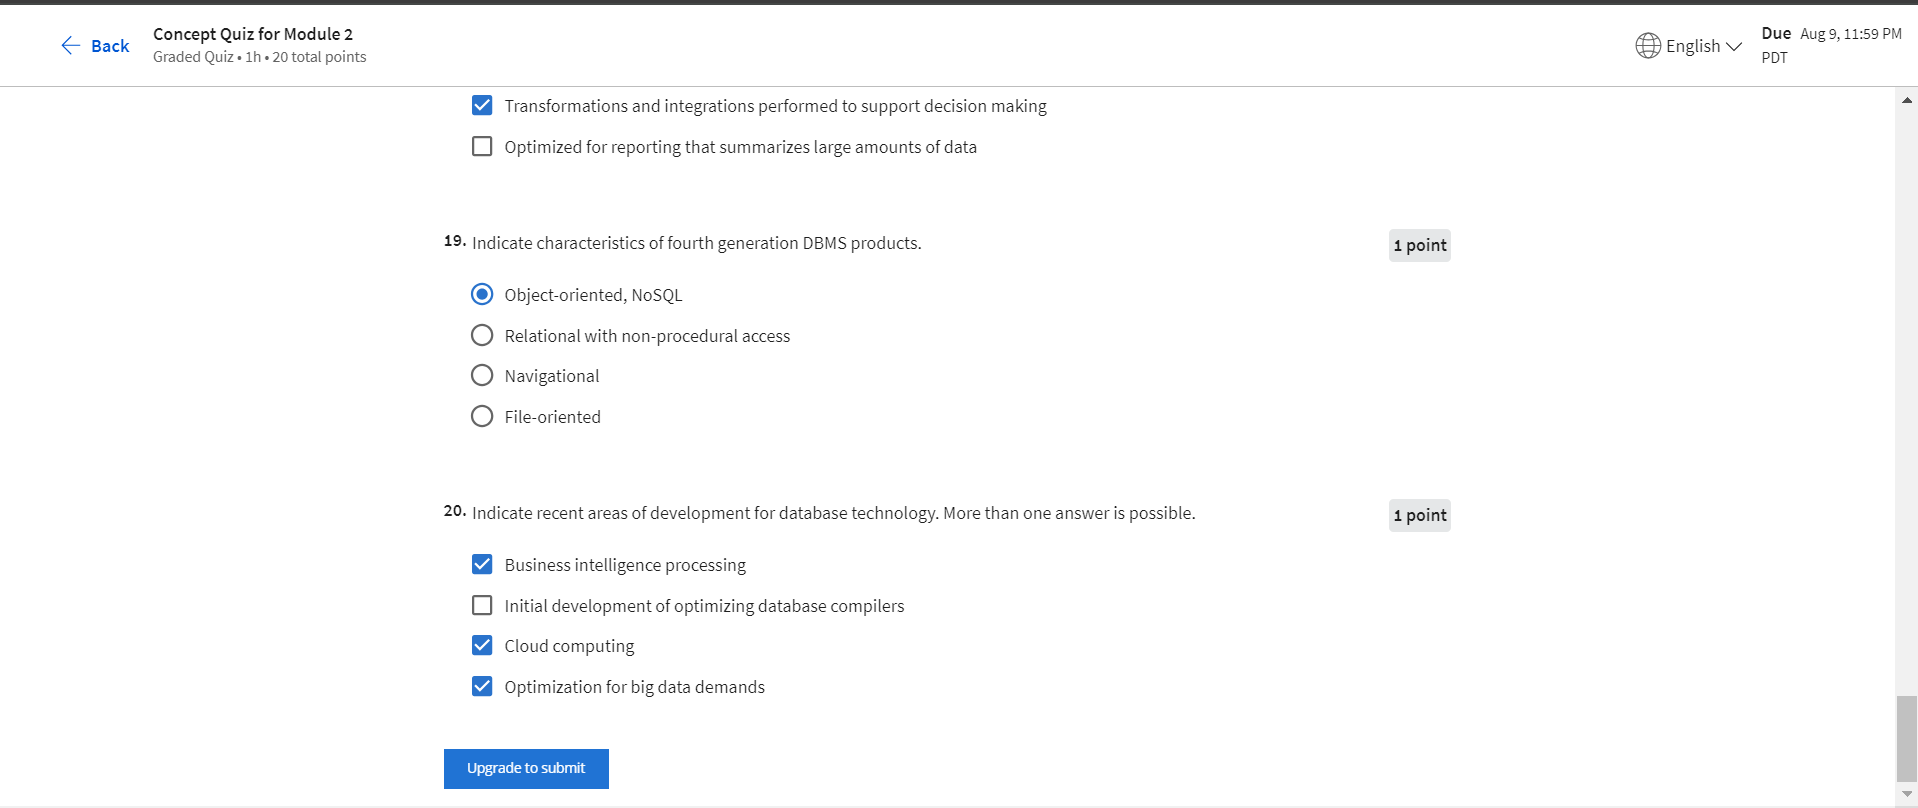 Back
Concept Quiz for Module 2
Graded Quiz • 1h • 20 total points
English
Due Aug 9, 11:59 PM
PDT
Transformations and integrations performed to support decision making
Optimized for reporting that summarizes large amounts of data
19. Indicate characteristics of fourth generation DBMS products.
1 point
Object-oriented, NoSQL
Relational with non-procedural access
Navigational
File-oriented
20. Indicate recent areas of development for database technology. More than one answer is possible.
1 point
Business intelligence processing
Initial development of optimizing database compilers
Cloud computing
Optimization for big data demands
Upgrade to submit